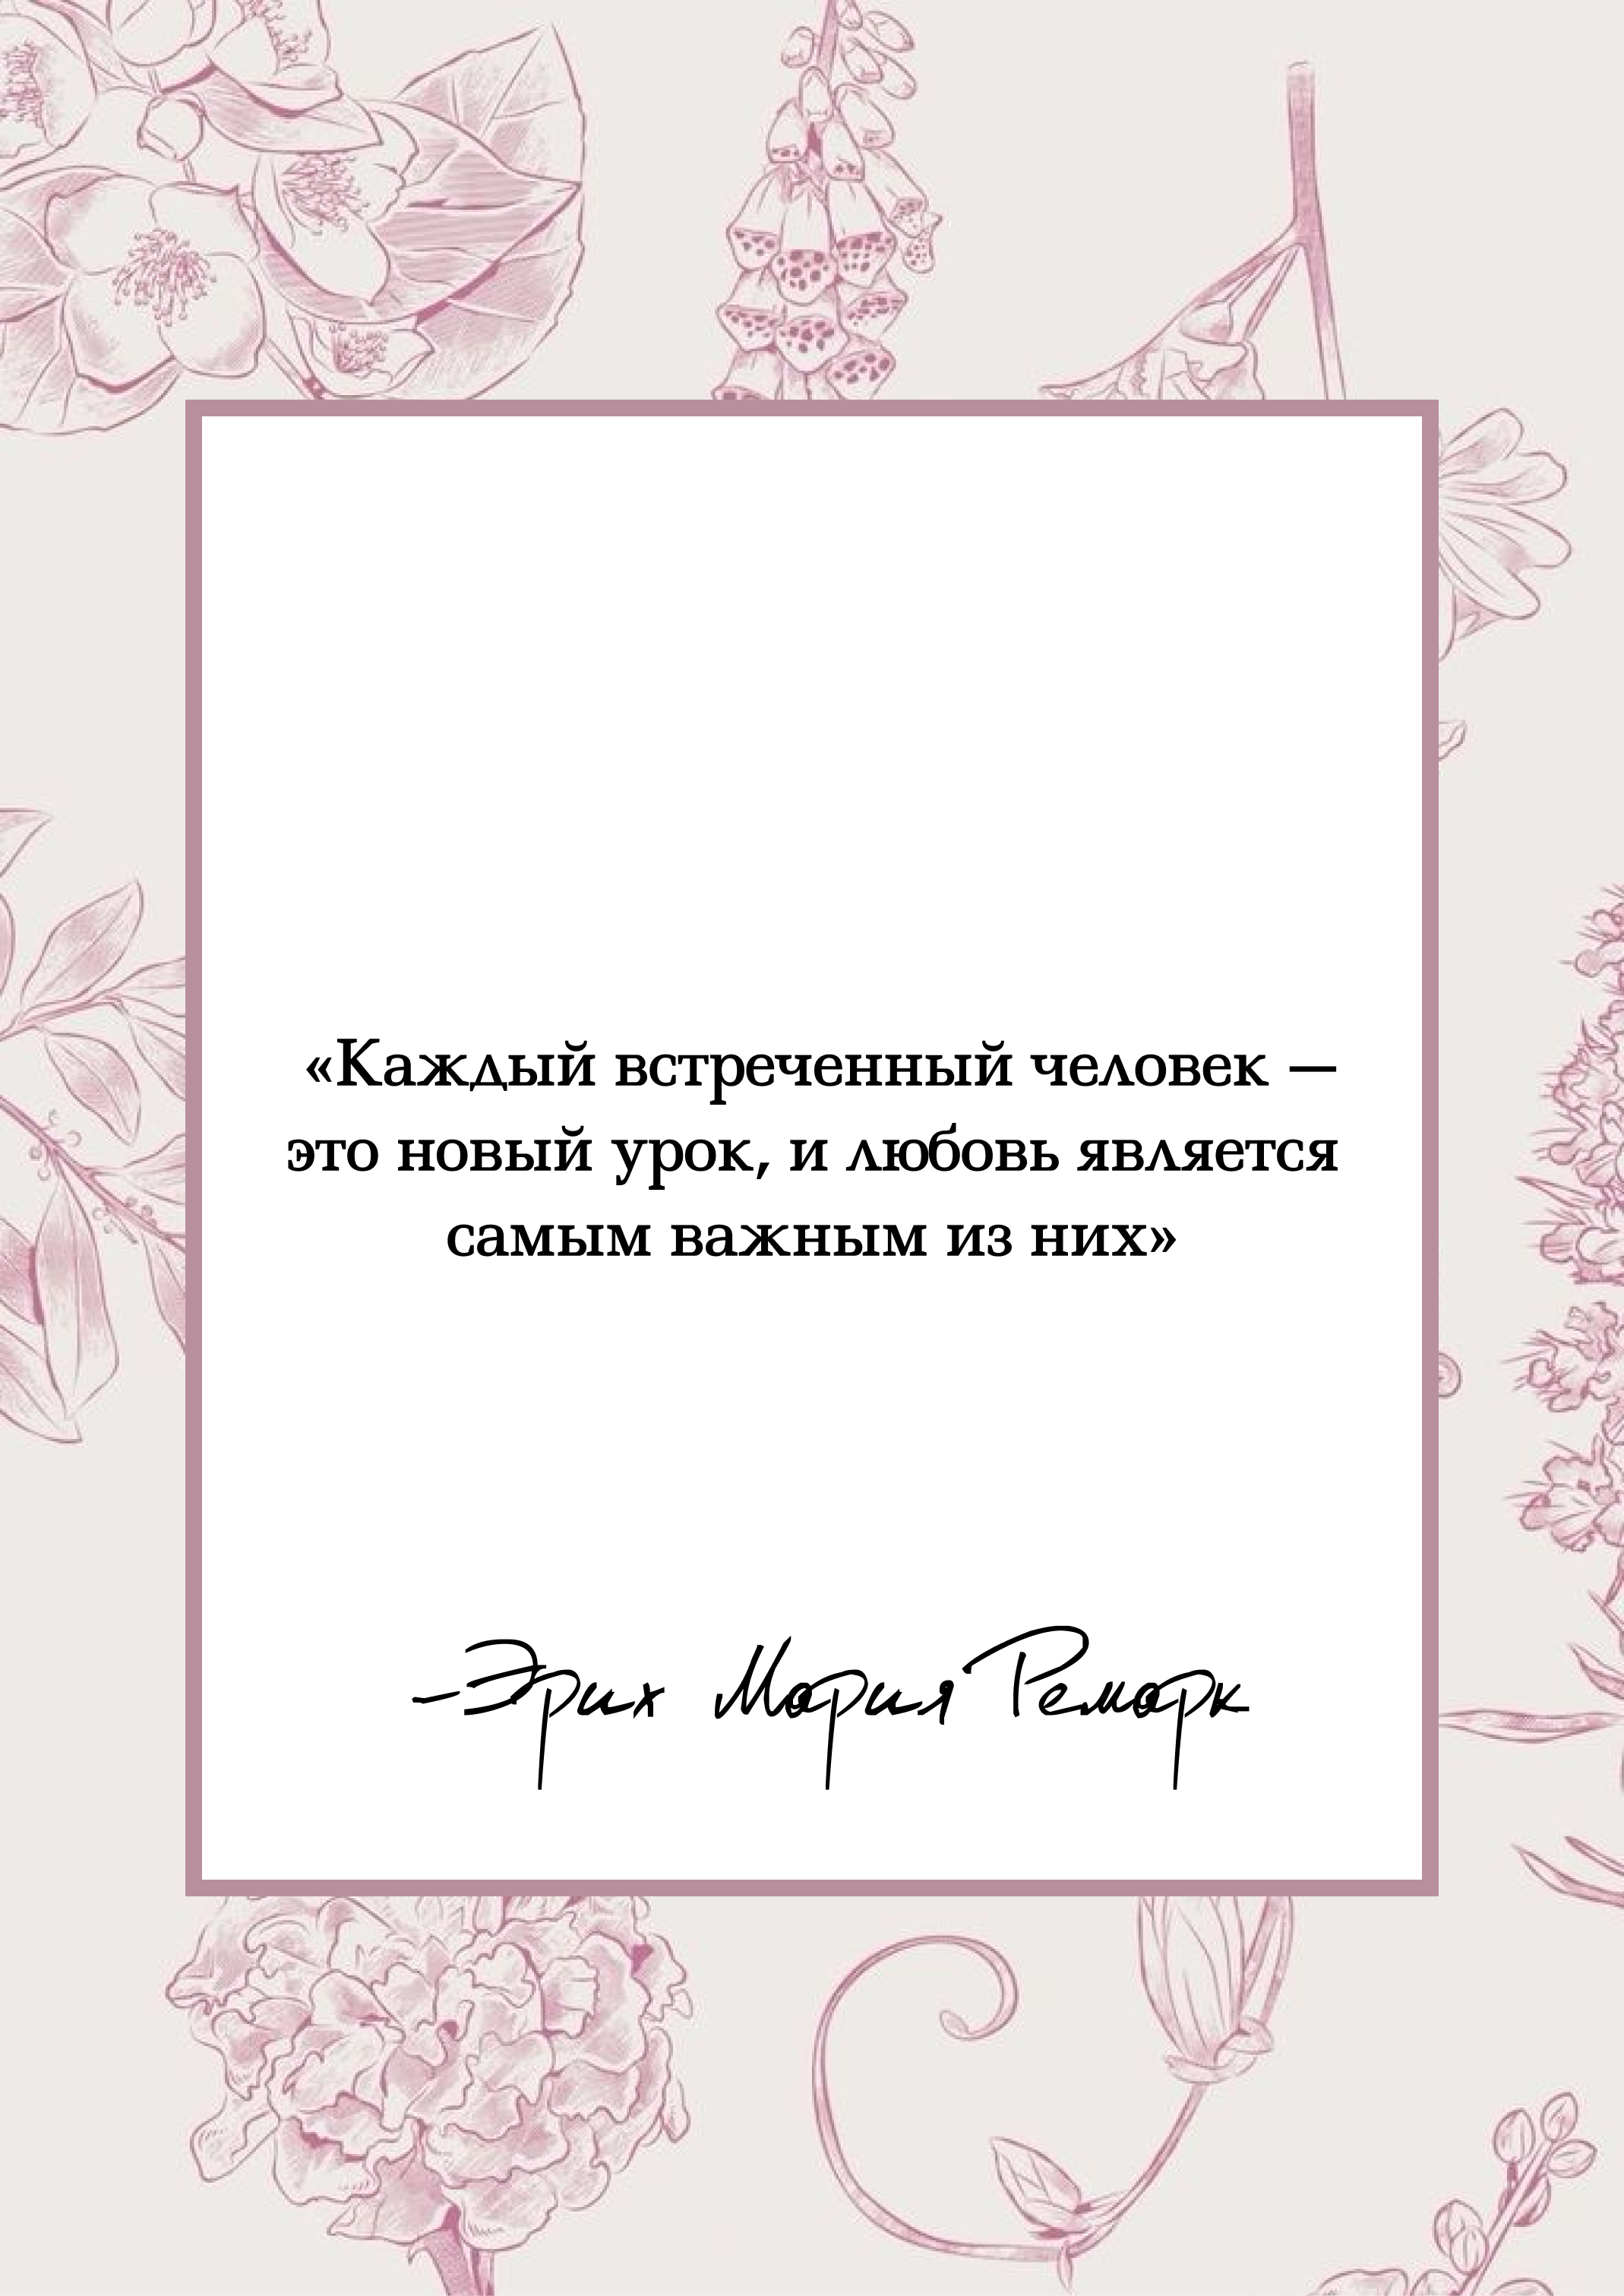 «Каждый встреченный человек —
это новый урок, и любовь является
самым важным из них»
-Эрих Мария Ремарк